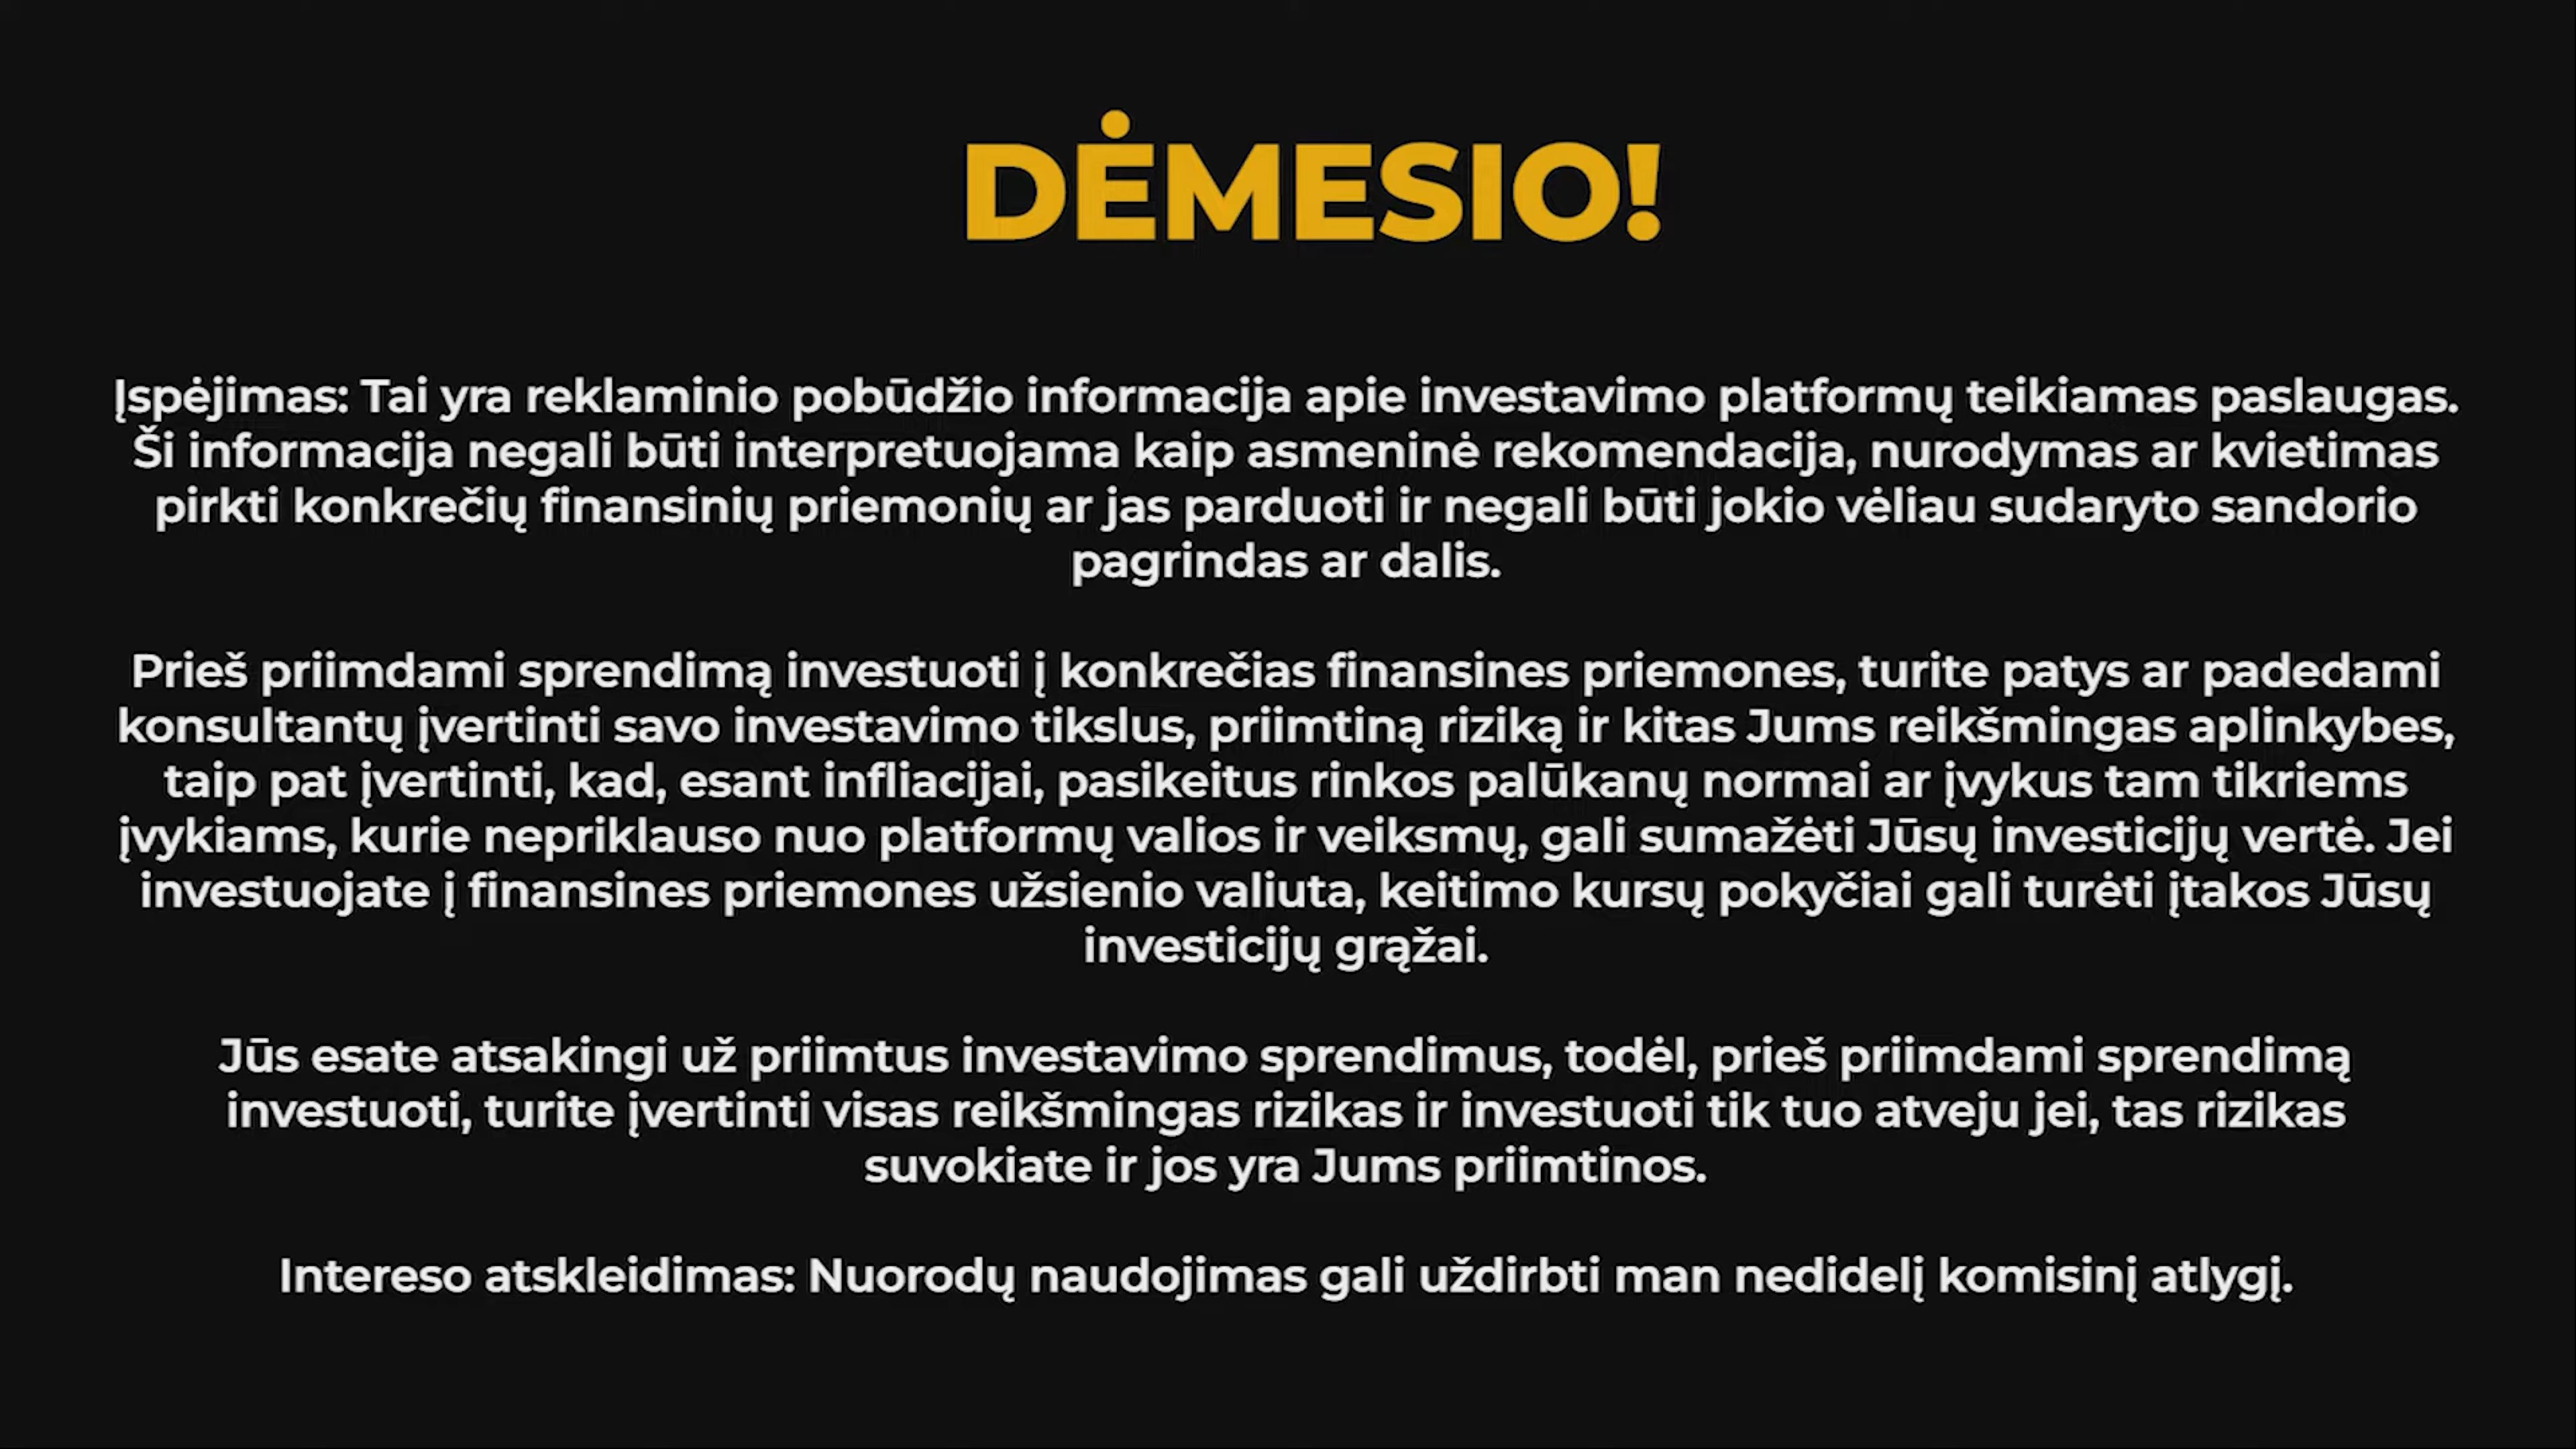 DĖMESIO!
Įspėjimas: Tai yra reklaminio pobūdžio informacija apie investavimo platformų teikiamas paslaugas.
Ši informacija negali būti interpretuojama kaip asmeninė rekomendacija, nurodymas ar kvietimas
pirkti konkrečių finansinių priemonių ar jas parduoti ir negali būti jokio vėliau sudaryto sandorio
pagrindas ar dalis.
Prieš priimdami sprendimą investuoti į konkrečias finansines priemones, turite patys ar padedami
konsultantų įvertinti savo investavimo tikslus, priimtiną riziką ir kitas Jums reikšmingas aplinkybes,
taip pat įvertinti, kad, esant infliacijai, pasikeitus rinkos palūkanų normai ar įvykus tam tikriems
įvykiams, kurie nepriklauso nuo platformų valios ir veiksmų, gali sumažėti Jūsų investicijų vertė. Jei
investuojate į finansines priemones užsienio valiuta, keitimo kursų pokyčiai gali turėti įtakos Jūsų
investicijų grąžai.
Jūs esate atsakingi už priimtus investavimo sprendimus, todėl, prieš priimdami sprendimą
investuoti, turite įvertinti visas reikšmingas rizikas ir investuoti tik tuo atveju jei, tas rizikas
suvokiate ir jos yra Jums priimtinos.
Intereso atskleidimas: Nuorodų naudojimas gali uždirbti man nedidelį komisinį atlygį.